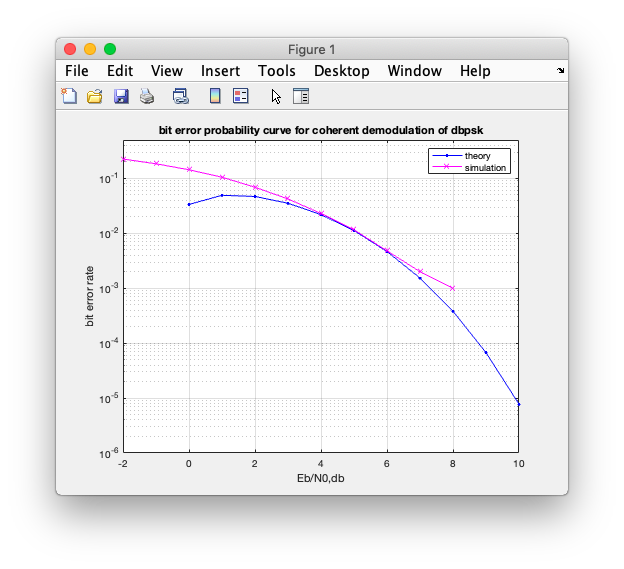 Figure 1
File Edit View Insert Tools Desktop Window Help
bit error probability curve for coherent demodulation of dbpsk
theory
simulation
10-1
10-2
10-3
10-4
10-5
10-6
bit error rate
-2 0 2 4 6 8 10
Eb/N0,db